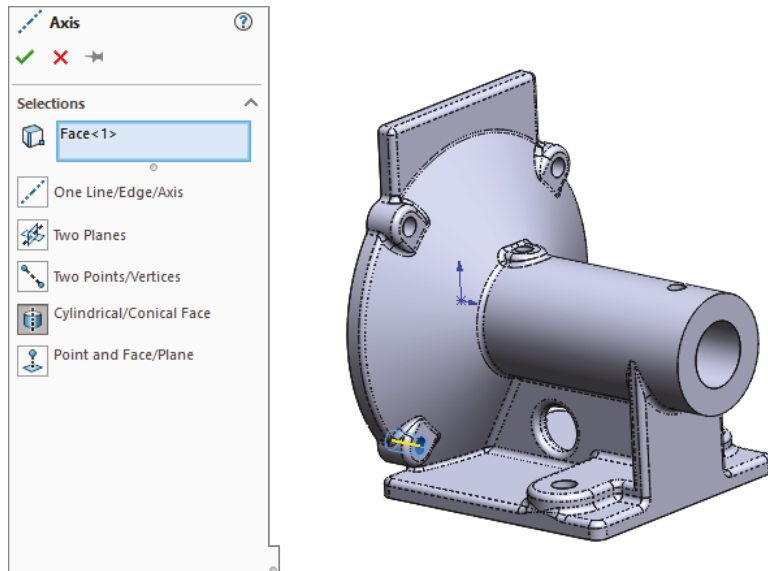 Axis
?
Selections
Face<1>
One Line/Edge/Axis
Two Planes
Two Points/Vertices
Cylindrical/Conical Face
Point and Face/Plane